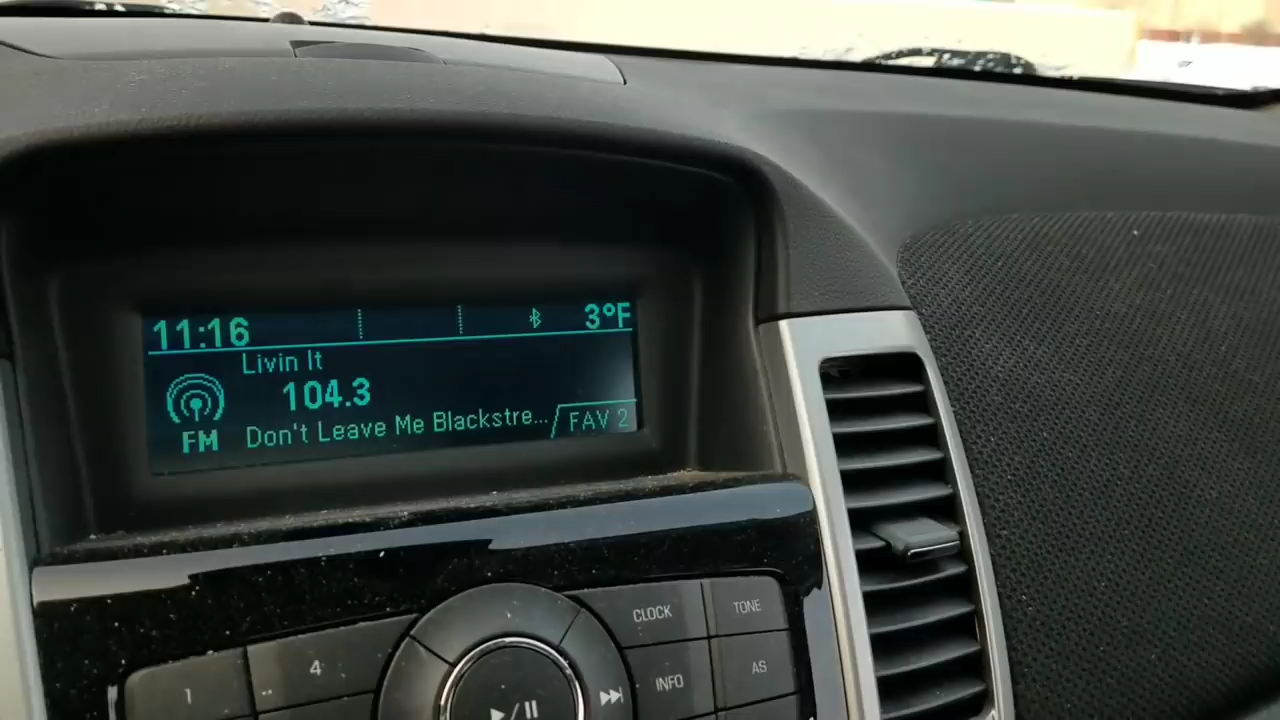 11:16 3°F
Livin It
104.3
FM Don't Leave Me Blackstre... FAV 2
CLOCK TONE
1 4 INFO AS